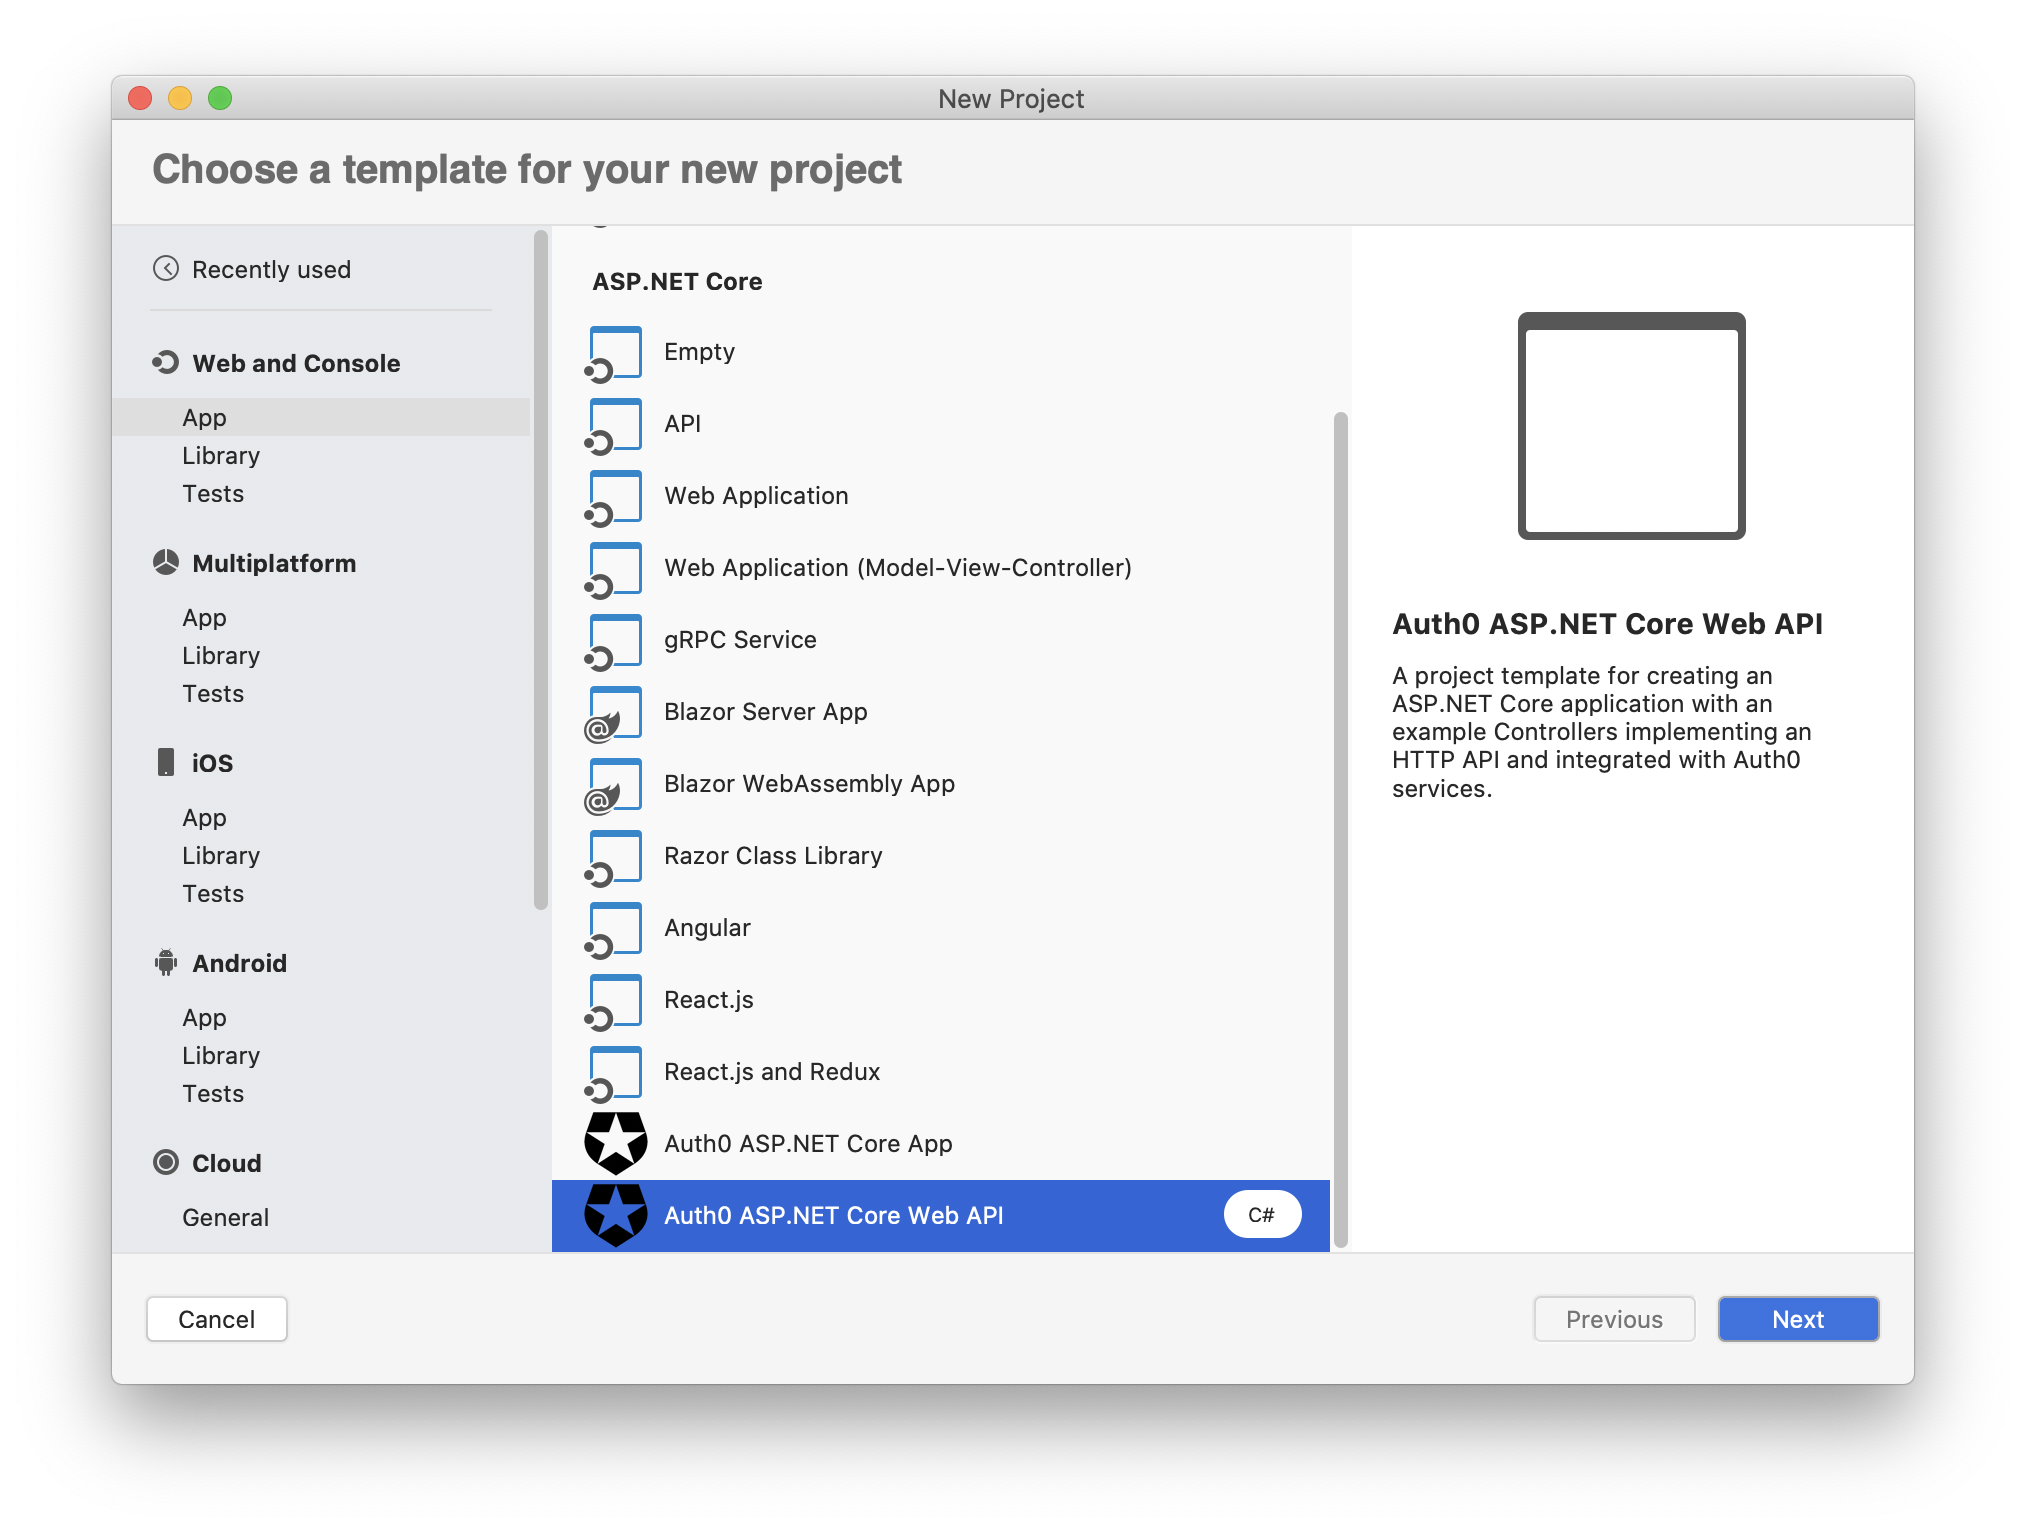 New Project
Choose a template for your new project
Recently used
Web and Console
App
Library
Tests
Multiplatform
App
Library
Tests
iOS
App
Library
Tests
Android
App
Library
Tests
Cloud
General
ASP.NET Core
Empty
API
Web Application
Web Application (Model-View-Controller)
gRPC Service
Blazor Server App
Blazor WebAssembly App
Razor Class Library
Angular
React.js
React.js and Redux
Auth0 ASP.NET Core App
Auth0 ASP.NET Core Web API C#
Auth0 ASP.NET Core Web API
A project template for creating an
ASP.NET Core application with an
example Controllers implementing an
HTTP API and integrated with Auth0
services.
Cancel
Previous
Next